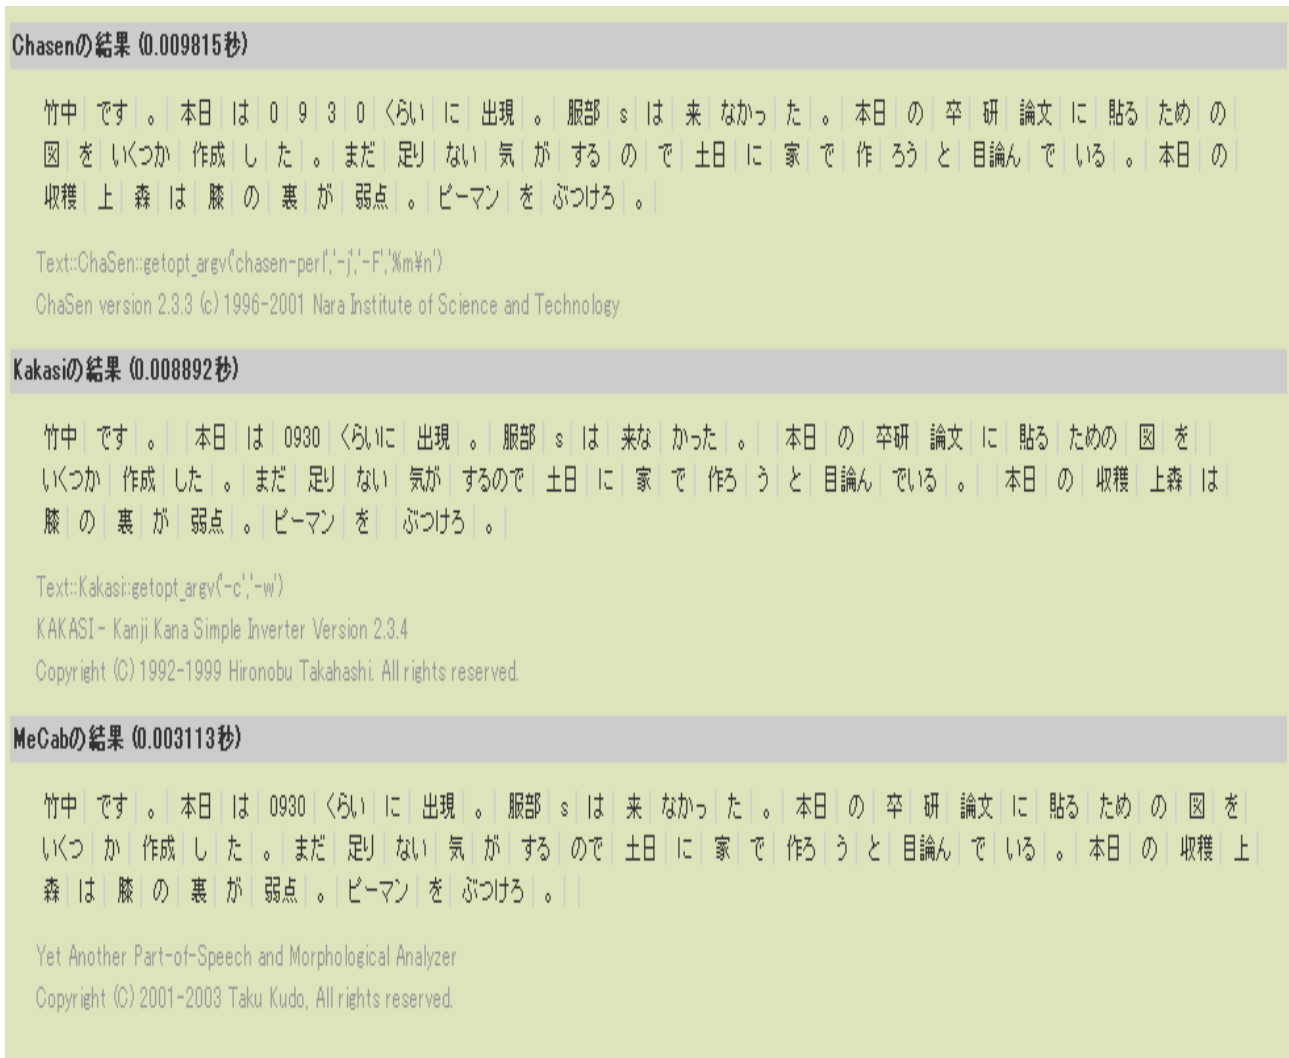 Chasenの結果 (0.009815秒)
竹中 | です | 。 | 本日 | は | 0 | 9 | 3 | 0 | くらい | に | 出現 | 。 | 服部 | s | は | 来 | なかっ | た | 。 | 本日 | の | 卒 | 研 | 論文 | に | 貼る | ため | の |
図 | を | いくつか | 作成 | し | た | 。 | まだ | 足り | ない | 気 | が | する | の | で | 土日 | に | 家 | で | 作 | ろう | と | 目論ん | で | いる | 。 | 本日 | の |
収穫 | 上 | 森 | は | 膝 | の | 裏 | が | 弱点 | 。 | ピーマン | を | ぶつけろ | 。 |
Text::ChaSen::getopt_argv('chasen-perl','-j','-F','%m¥n')
ChaSen version 2.3.3 (c) 1996-2001 Nara Institute of Science and Technology
Kakasiの結果 (0.008892秒)
竹中 | です | 。 | | 本日 | は | 0930 | くらいに | 出現 | 。 | 服部 | s | は | 来な | かった | 。 | | 本日 | の | 卒研 | 論文 | に | 貼る | ための | 図 | を |
いくつか | 作成 | した | 。 | まだ | 足り | ない | 気が | するので | 土日 | に | 家 | で | 作ろ | う | と | 目論ん | でいる | 。 | | 本日 | の | 収穫 | 上森 | は |
膝 | の | 裏 | が | 弱点 | 。 | ピーマン | を | | ぶつけろ | 。 |
Text::Kakasi::getopt_argv('-c','-w')
KAKASI - Kanji Kana Simple Inverter Version 2.3.4
Copyright (C) 1992-1999 Hironobu Takahashi. All rights reserved.
MeCabの結果 (0.003113秒)
竹中 | です | 。 | 本日 | は | 0930 | くらい | に | 出現 | 。 | 服部 | s | は | 来 | なかっ | た | 。 | 本日 | の | 卒 | 研 | 論文 | に | 貼る | ため | の | 図 | を |
いくつ | か | 作成 | し | た | 。 | まだ | 足り | ない | 気 | が | する | ので | 土日 | に | 家 | で | 作ろ | う | と | 目論ん | で | いる | 。 | 本日 | の | 収穫 | 上 |
森 | は | 膝 | の | 裏 | が | 弱点 | 。 | ピーマン | を | ぶつけろ | 。 | |
Yet Another Part-of-Speech and Morphological Analyzer
Copyright (C) 2001-2003 Taku Kudo, All rights reserved.